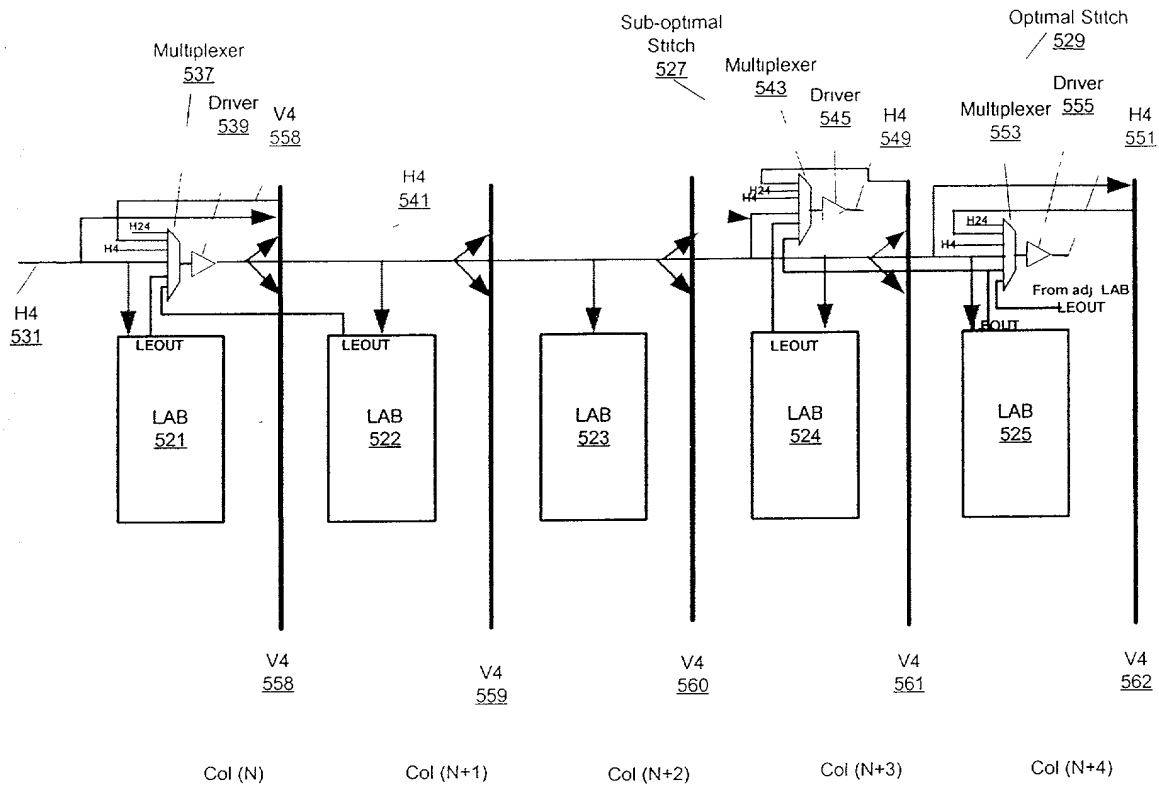 Optimal Stitch
529
Sub-optimal
Stitch
527
Multiplexer
537
Multiplexer
543
Driver
555
Driver
539
Driver
545
V4
558
H4
549
Multiplexer
553
H4
551
H4
541
H24
H4
H24
H4
H24
H4
H4
531
From adj LAB
LEOUT
LEOUT
LEOUT
LEOUT
LEOUT
LAB
521
LAB
522
LAB
523
LAB
524
LAB
525
V4
558
V4
559
V4
560
V4
561
V4
562
Col (N)
Col (N+1)
Col (N+2)
Col (N+3)
Col (N+4)